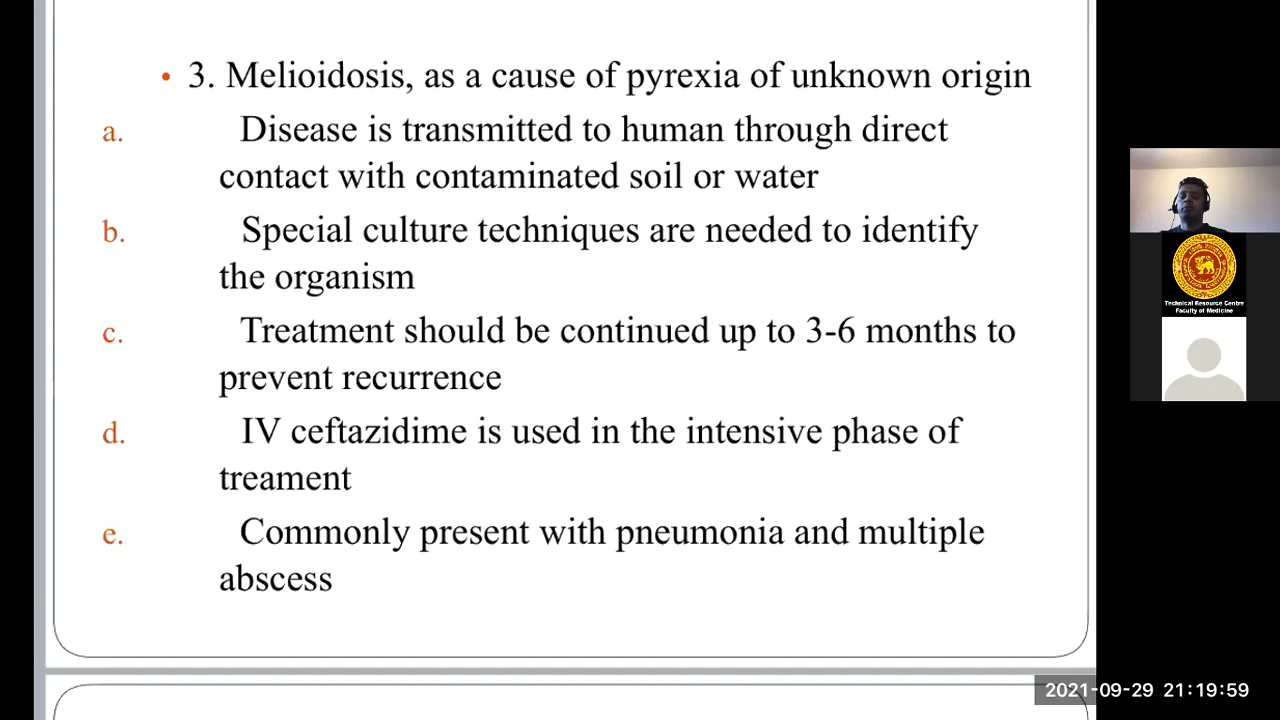 • 3. Melioidosis, as a cause of pyrexia of unknown origin
a. Disease is transmitted to human through direct
contact with contaminated soil or water
b. Special culture techniques are needed to identify
the organism
c. Treatment should be continued up to 3-6 months to
prevent recurrence
d. IV ceftazidime is used in the intensive phase of
treament
e. Commonly present with pneumonia and multiple
abscess
Technical Resource Centre
Faculty of Medicine
2021-09-29 21:19:59